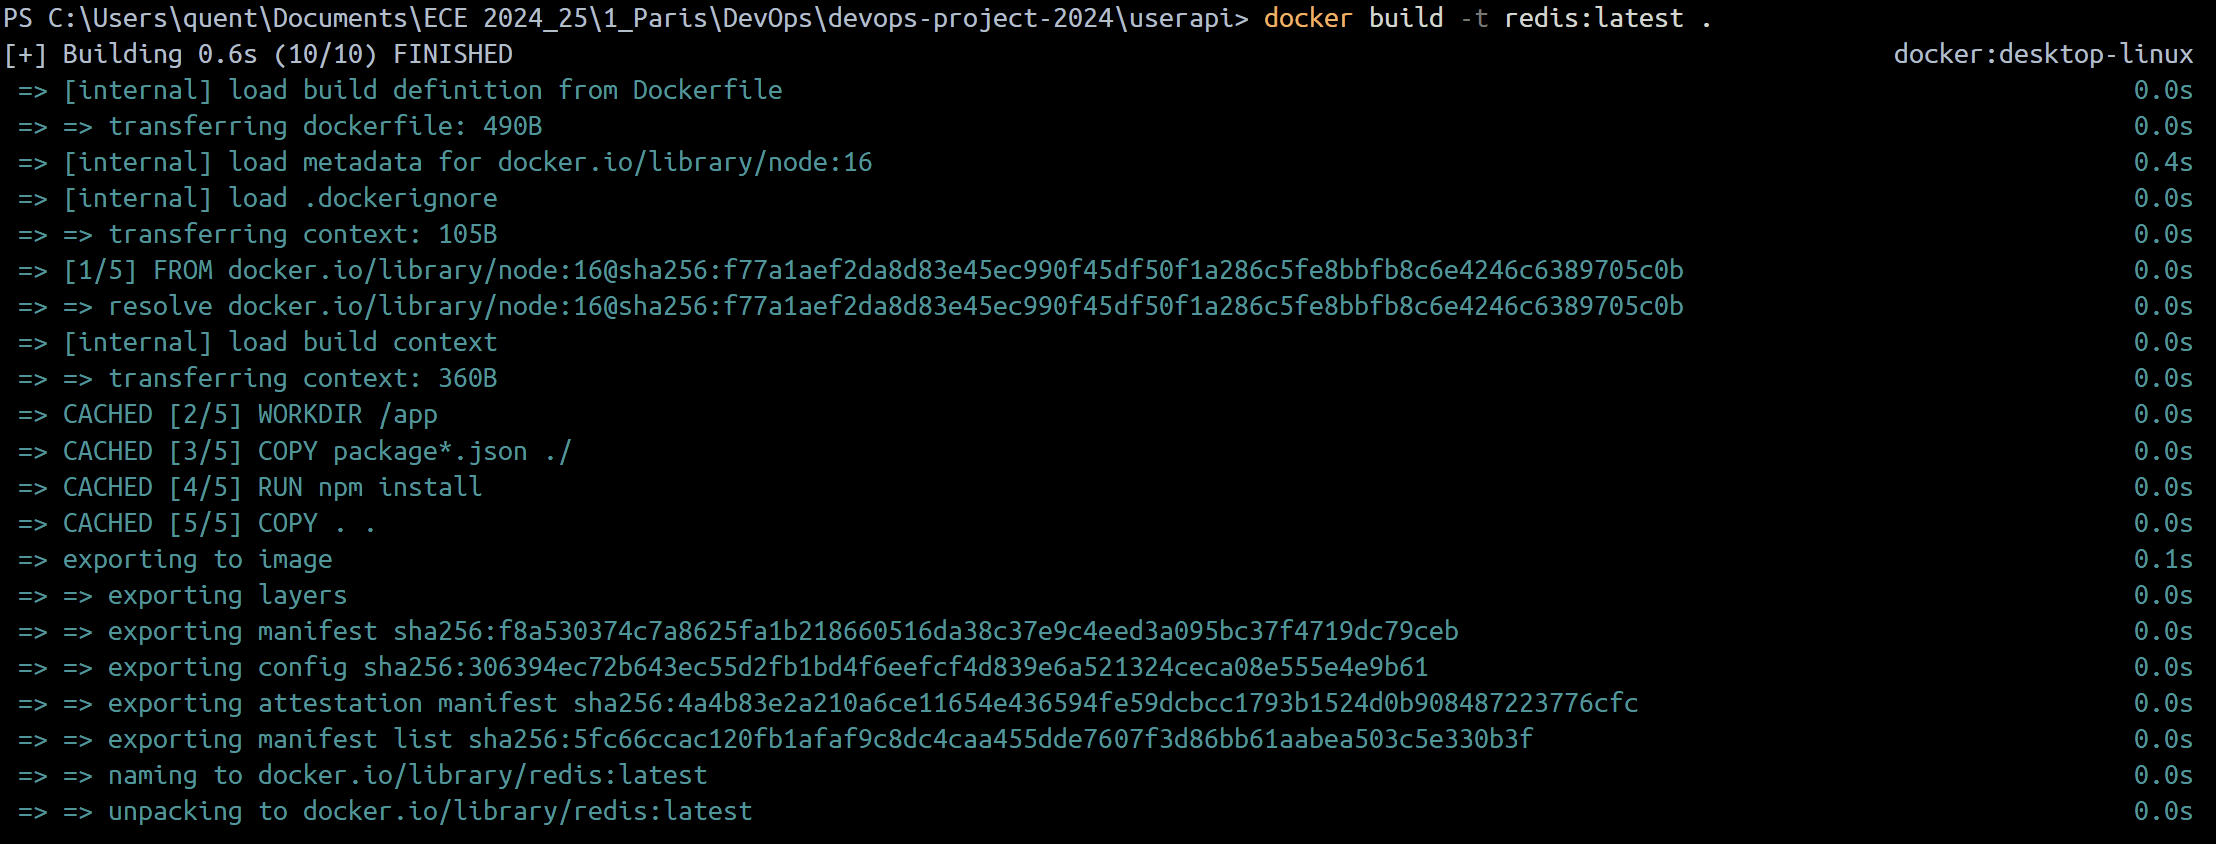 PS C:\Users\quent\Documents\ECE 2024_25\1_Paris\DevOps\devops-project-2024\userapi> docker build -t redis:latest .
[+] Building 0.6s (10/10) FINISHED docker:desktop-linux
=> [internal] load build definition from Dockerfile 0.0s
=> => transferring dockerfile: 490B 0.0s
=> [internal] load metadata for docker.io/library/node:16 0.4s
=> [internal] load .dockerignore 0.0s
=> => transferring context: 105B 0.0s
=> [1/5] FROM docker.io/library/node:16@sha256:f77a1aef2da8d83e45ec990f45df50f1a286c5fe8bbfb8c6e4246c6389705c0b 0.0s
=> => resolve docker.io/library/node:16@sha256:f77a1aef2da8d83e45ec990f45df50f1a286c5fe8bbfb8c6e4246c6389705c0b 0.0s
=> [internal] load build context 0.0s
=> => transferring context: 360B 0.0s
=> CACHED [2/5] WORKDIR /app 0.0s
=> CACHED [3/5] COPY package*.json ./ 0.0s
=> CACHED [4/5] RUN npm install 0.0s
=> CACHED [5/5] COPY . . 0.0s
=> exporting to image 0.1s
=> => exporting layers 0.0s
=> => exporting manifest sha256:f8a530374c7a8625fa1b218660516da38c37e9c4eed3a095bc37f4719dc79ceb 0.0s
=> => exporting config sha256:306394ec72b643ec55d2fb1bd4f6eefcf4d839e6a521324ceca08e555e4e9b61 0.0s
=> => exporting attestation manifest sha256:4a4b83e2a210a6ce11654e436594fe59dcbcc1793b1524d0b908487223776cfc 0.0s
=> => exporting manifest list sha256:5fc66ccac120fb1afaf9c8dc4caa455dde7607f3d86bb61aabea503c5e330b3f 0.0s
=> => naming to docker.io/library/redis:latest 0.0s
=> => unpacking to docker.io/library/redis:latest 0.0s